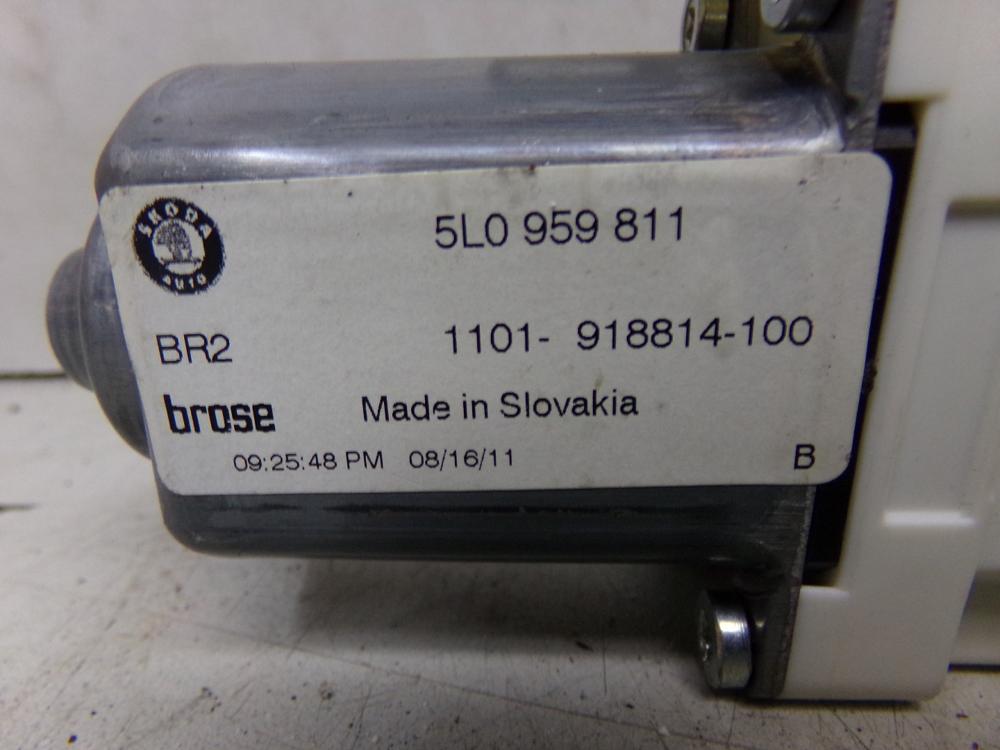 ŠKODA
AUTO
5L0 959 811
BR2
1101- 918814-100
brose
Made in Slovakia
09:25:48 PM 08/16/11
B